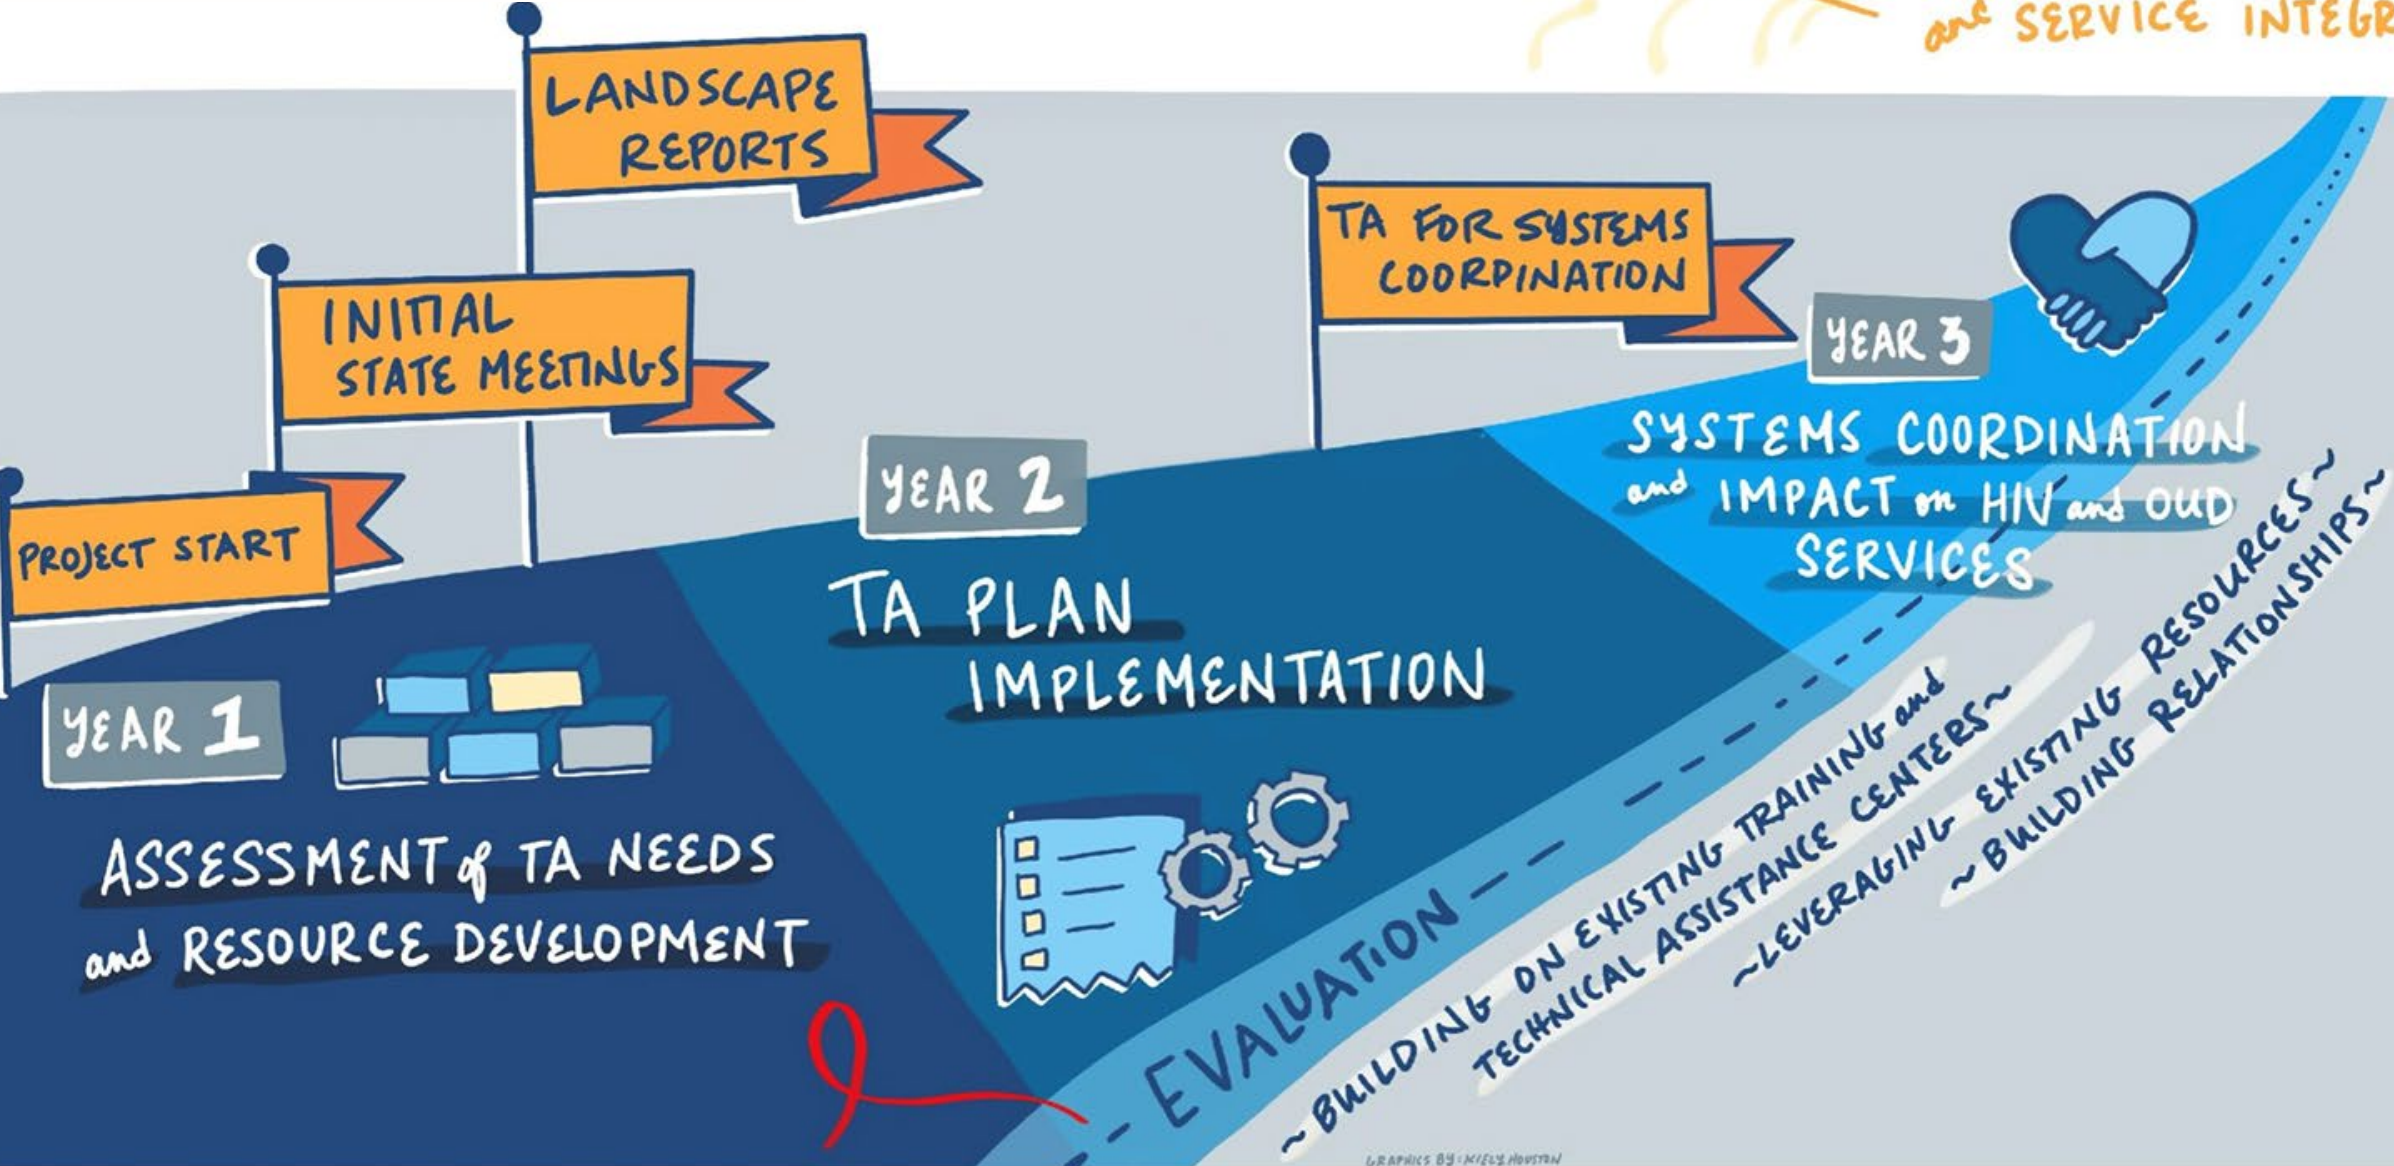 and SERVICE
LANDSCAPE
REPORTS
INITIAL
STATE MEETINGS
PROJECT START
TA FOR SYSTEMS
COORDINATION
YEAR 1
ASSESSMENT of TA NEEDS
and RESOURCE DEVELOPMENT
YEAR 2
TA PLAN
IMPLEMENTATION
YEAR 3
SYSTEMS COORDINATION
and IMPACT on HIV and OUD
SERVICES
EVALUATION
~BUILDING ON EXISTING TRAINING and
TECHNICAL ASSISTANCE CENTERS~
~LEVERAGING EXISTING RESOURCES~
~BUILDING RELATIONSHIPS~
GRAPHICS BY: KIELY HOUSTON